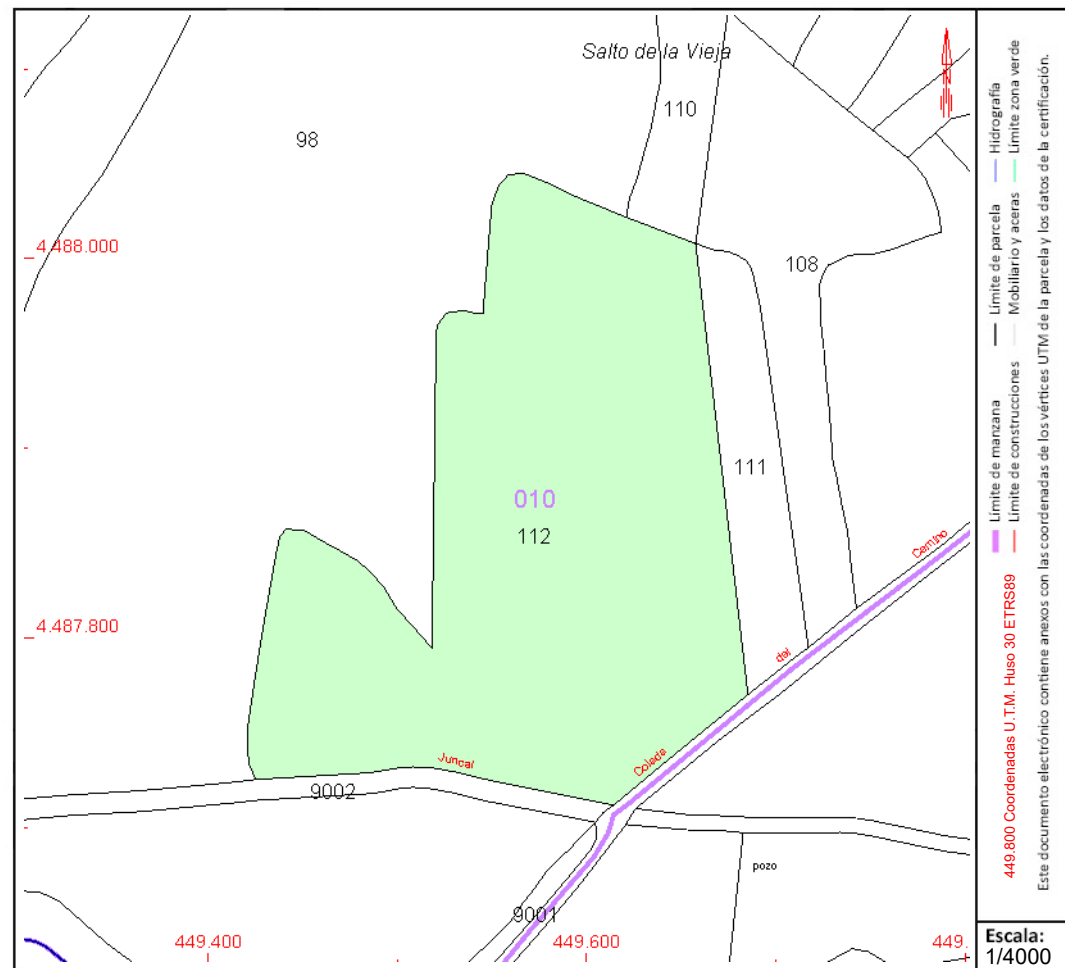 Salto de la Vieja
110
98
4.488.000
108
010
112
111
Camino
4.487.800
del
Colada
Juncal
9002
pozo
9001
449.400
449.600
449.
Límite de manzana
Límite de parcela
Hidrografía
Límite de construcciones
Mobiliario y aceras
Límite zona verde
449.800 Coordenadas U.T.M. Huso 30 ETRS89
Este documento electrónico contiene anexos con las coordenadas de los vértices UTM de la parcela y los datos de la certificación.
Escala:
1/4000